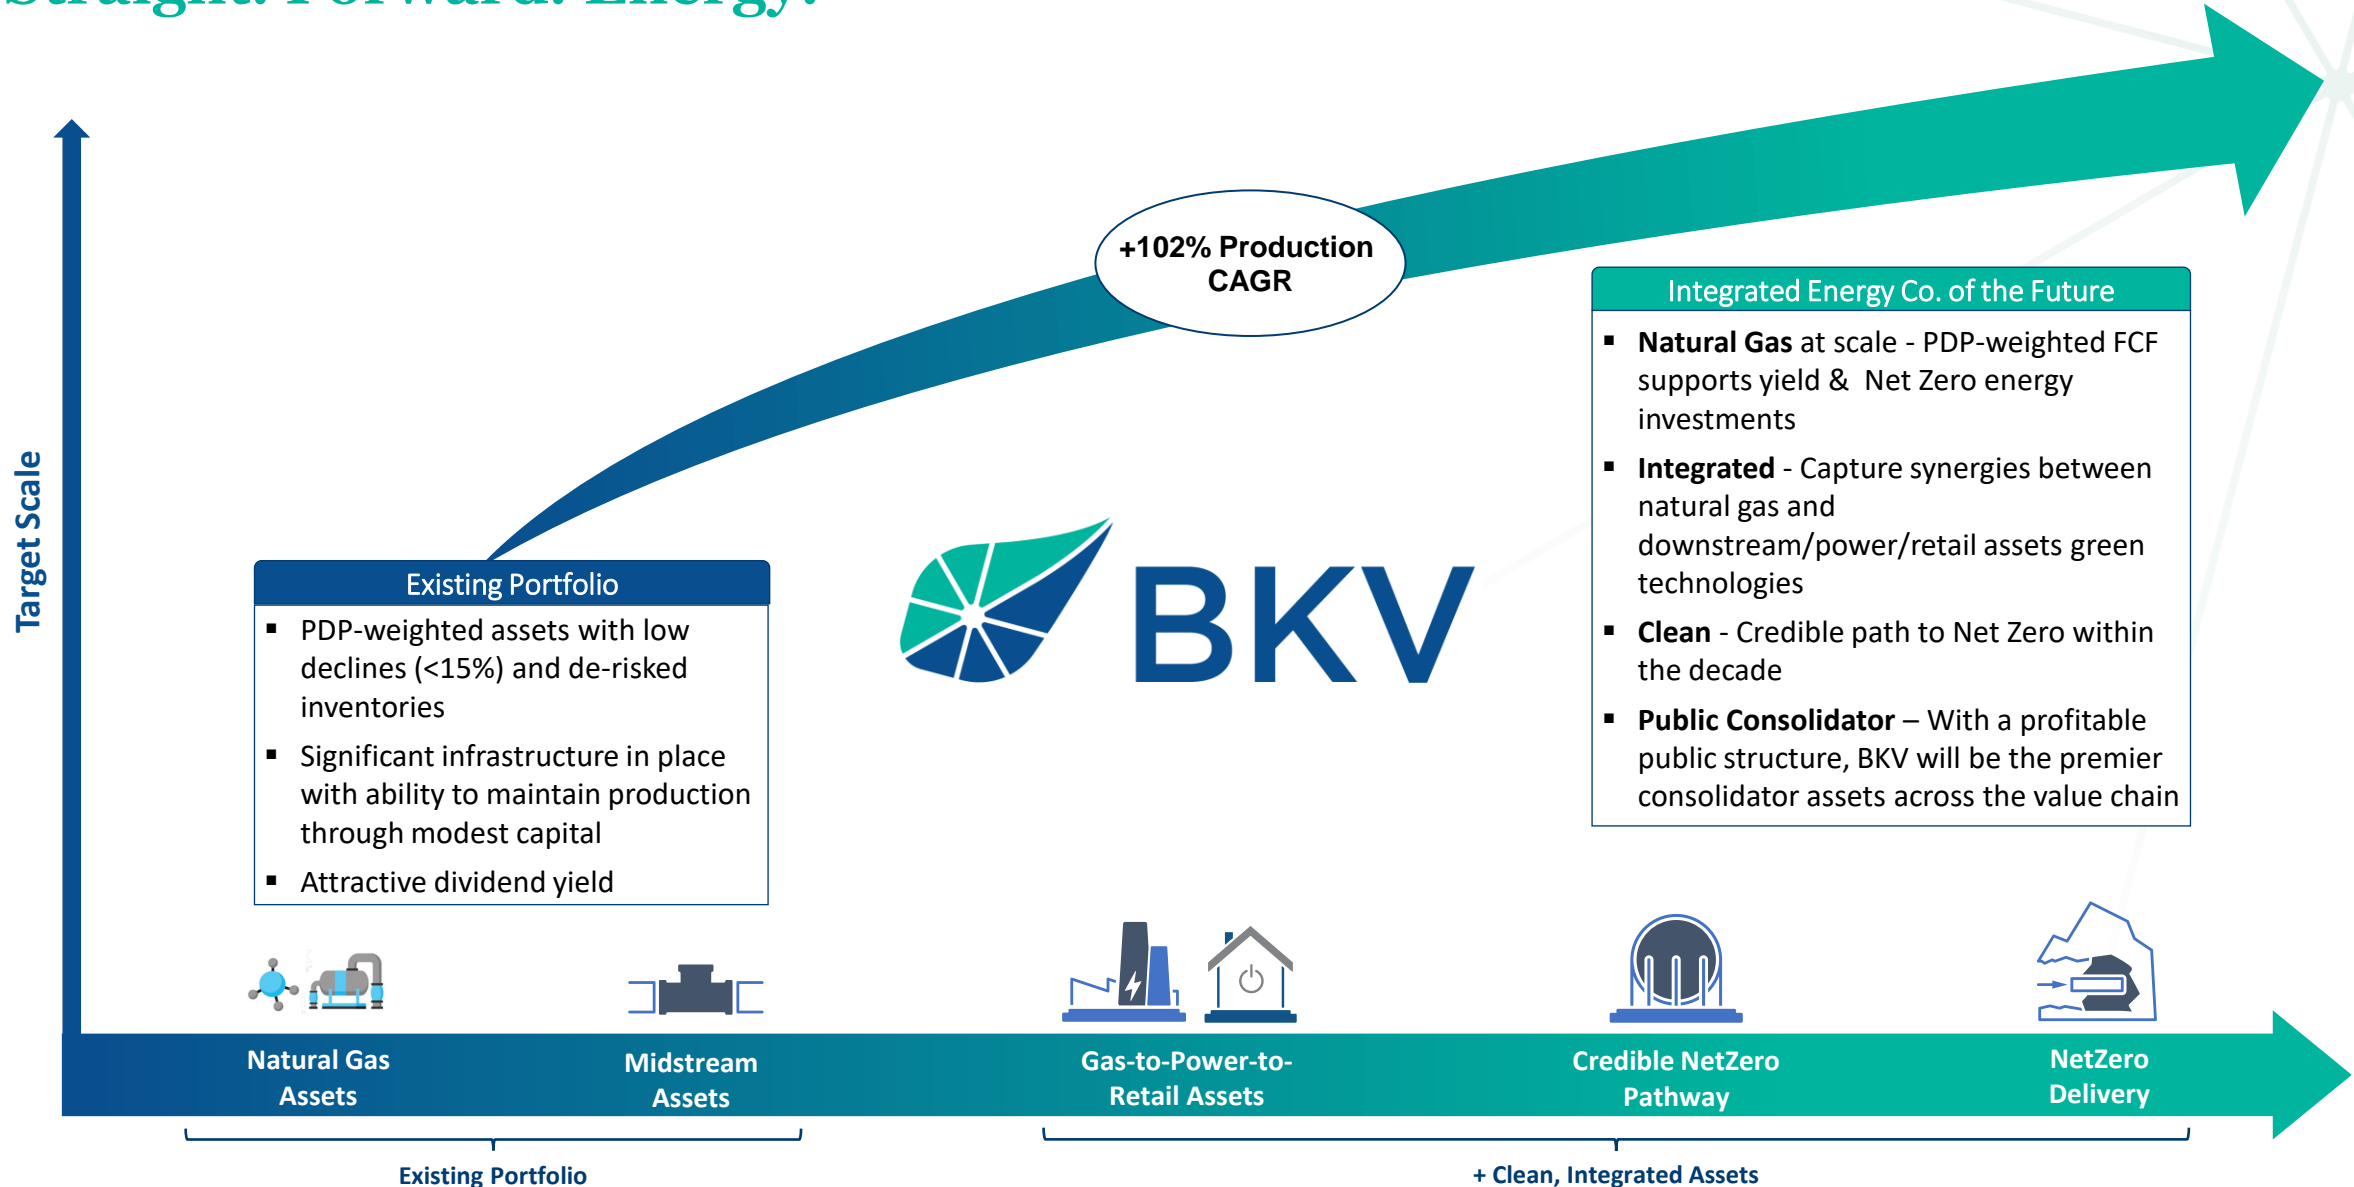 Straight. Forward. Energy.
+102% Production
CAGR
Target Scale
Existing Portfolio
▪ PDP-weighted assets with low
declines (<15%) and de-risked
inventories
▪ Significant infrastructure in place
with ability to maintain production
through modest capital
▪ Attractive dividend yield
BKV
Integrated Energy Co. of the Future
▪ Natural Gas at scale - PDP-weighted FCF
supports yield &  Net Zero energy
investments
▪ Integrated - Capture synergies between
natural gas and
downstream/power/retail assets green
technologies
▪ Clean - Credible path to Net Zero within
the decade
▪ Public Consolidator – With a profitable
public structure, BKV will be the premier
consolidator assets across the value chain
Natural Gas
Assets
Midstream
Assets
Gas-to-Power-to-
Retail Assets
Credible NetZero
Pathway
NetZero
Delivery
Existing Portfolio
+ Clean, Integrated Assets